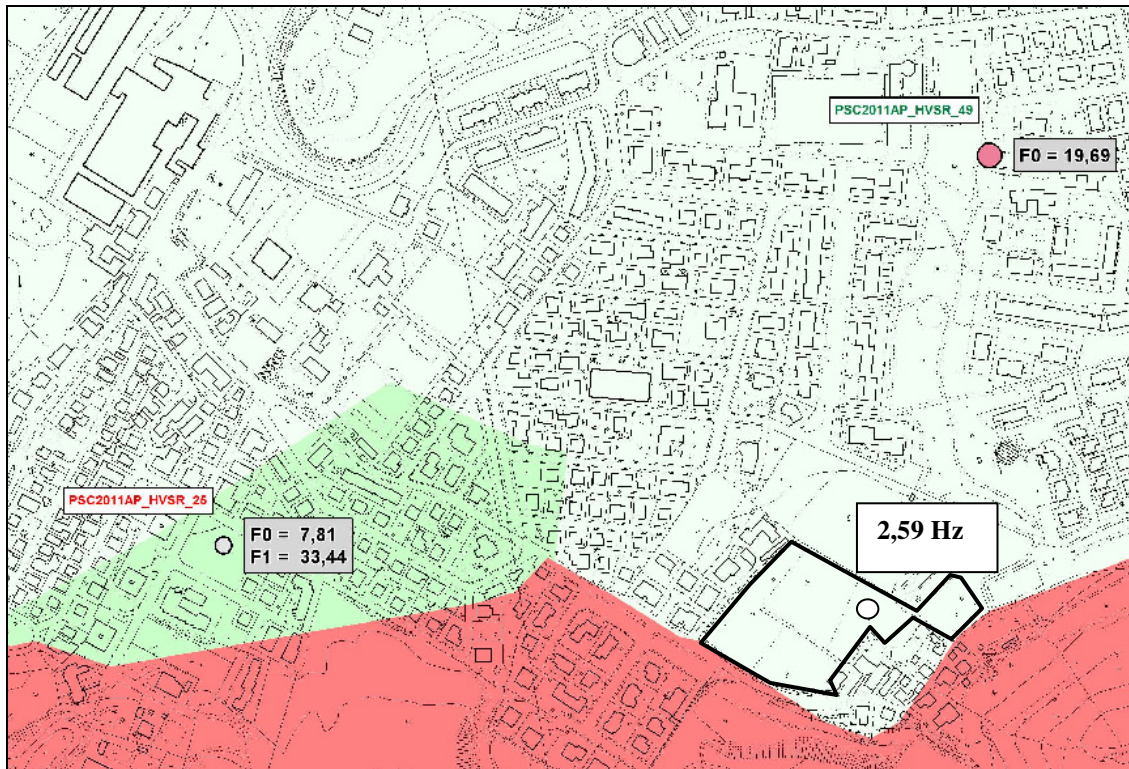 PSC2011AP_HVSR_49
F0 = 19,69
PSC2011AP_HVSR_25
F0 = 7,81
F1 = 33,44
2,59 Hz